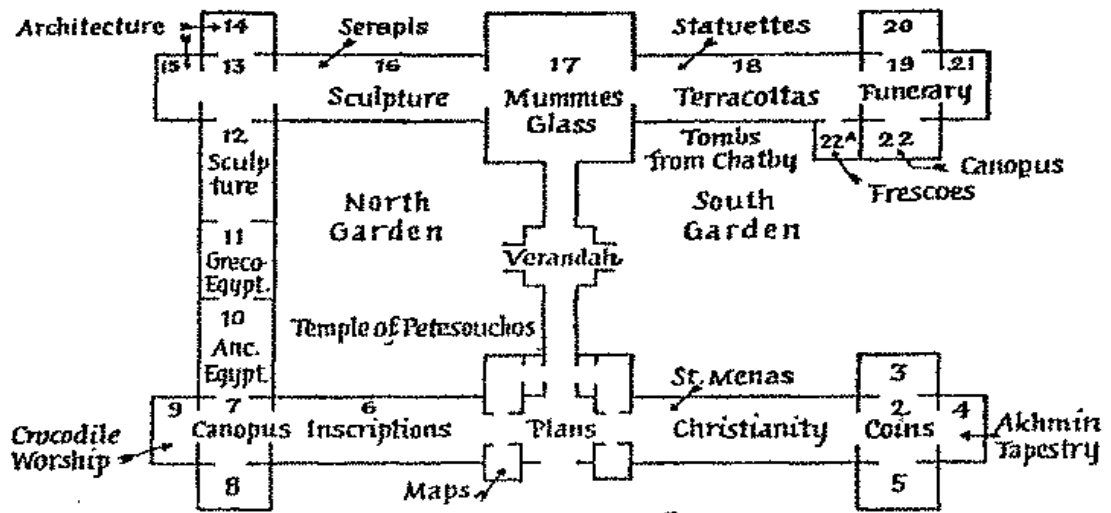 Architecture 14 Serapis Statuettes 20
15 13 16 17 18 19 21
Sculpture Mummies Terracottas Funerary
Glass
12 Tombs 22A 22
Sculp from Chatby Canopus
ture Frescoes
North South
Garden Garden
11
Greco- Verandah
Egypt.
10 Temple of Petesouchos
Anc.
Egypt. St. Menas 3
9 7 6 2 4
Crocodile Canopus Inscriptions Plans Christianity Coins Akhmin
Worship Tapestry
8 Maps 5